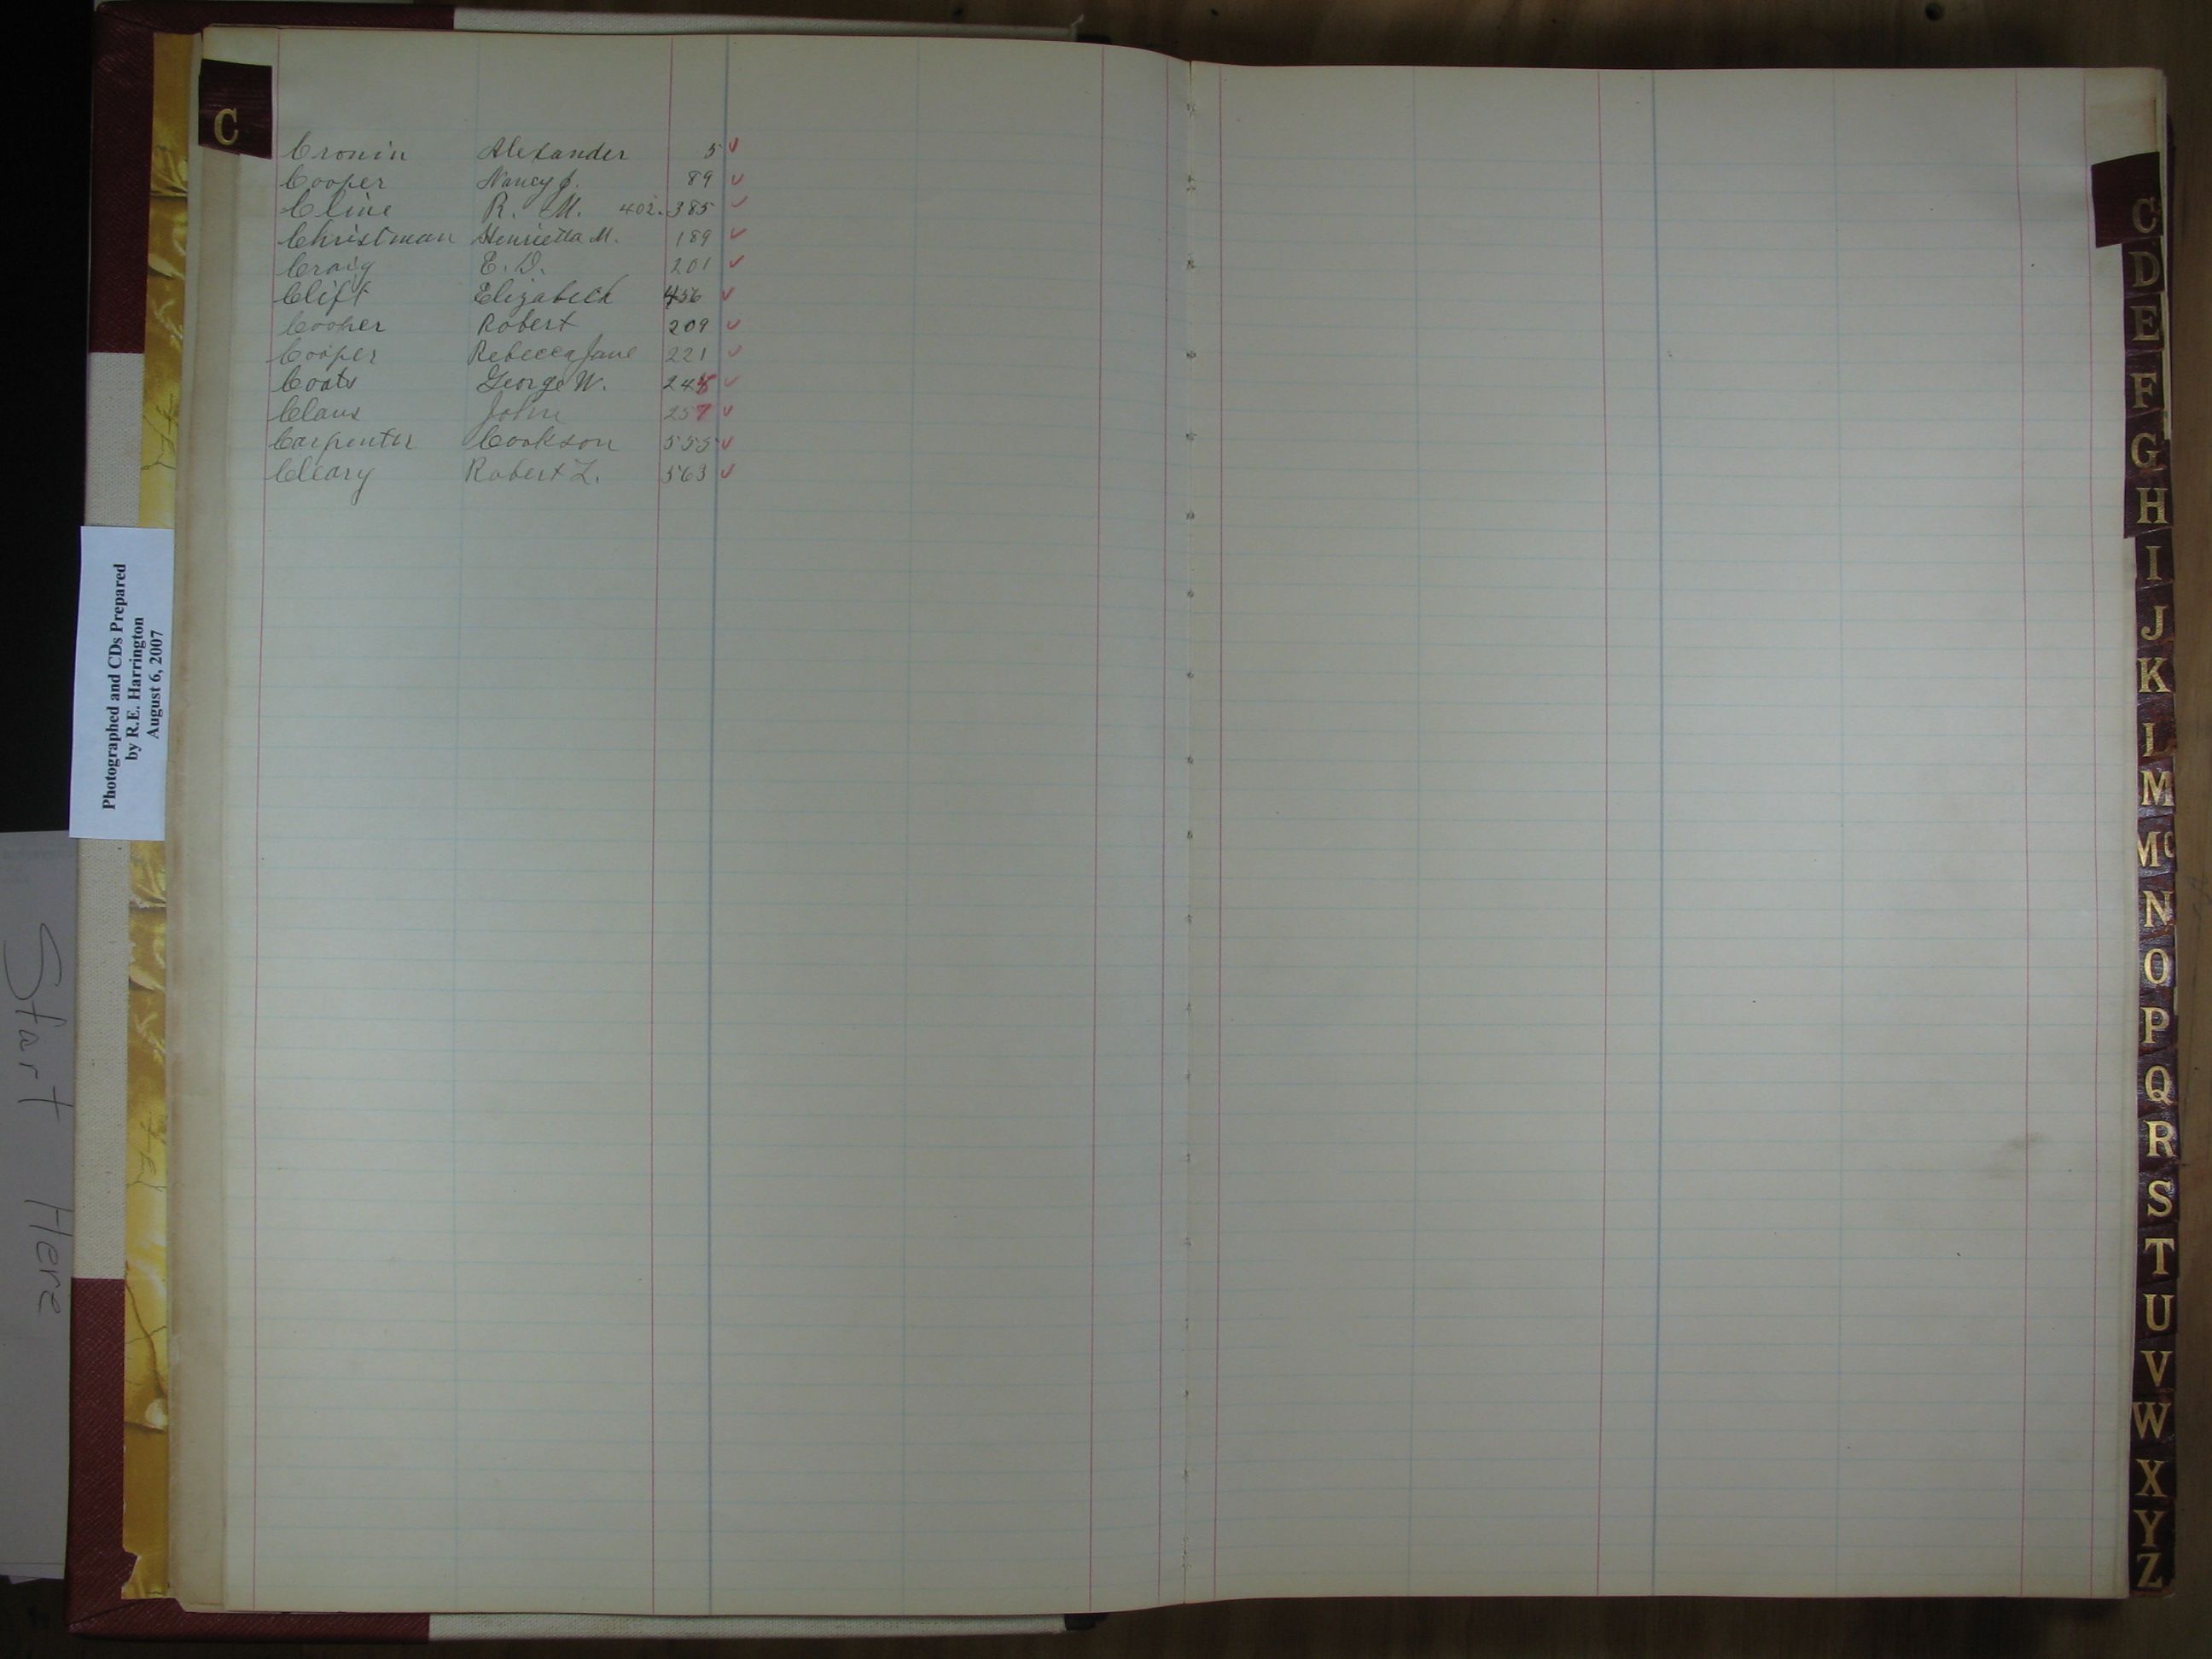 C
Cronin Alexander 5 ✓
Cooper Nancy J. 89 ✓
Cline R. M. 402. 385 ✓
Christman Henrietta M. 189 ✓
Craig E. D. 201 ✓
Clift Elizabeth 456 ✓
Cooper Robert 209 ✓
Cooper Rebecca Jane 221 ✓
Coats George W. ✓
Claus John 257 ✓
Carpenter Cookson 555 ✓
Cleary Robert L. 563 ✓
Photographed and CDs Prepared
by R.E. Harrington
August 6, 2007
Start Here
C
D
E
F
G
H
I
J
K
L
M
Mc
N
O
P
Q
R
S
T
U
V
W
X
Y
Z